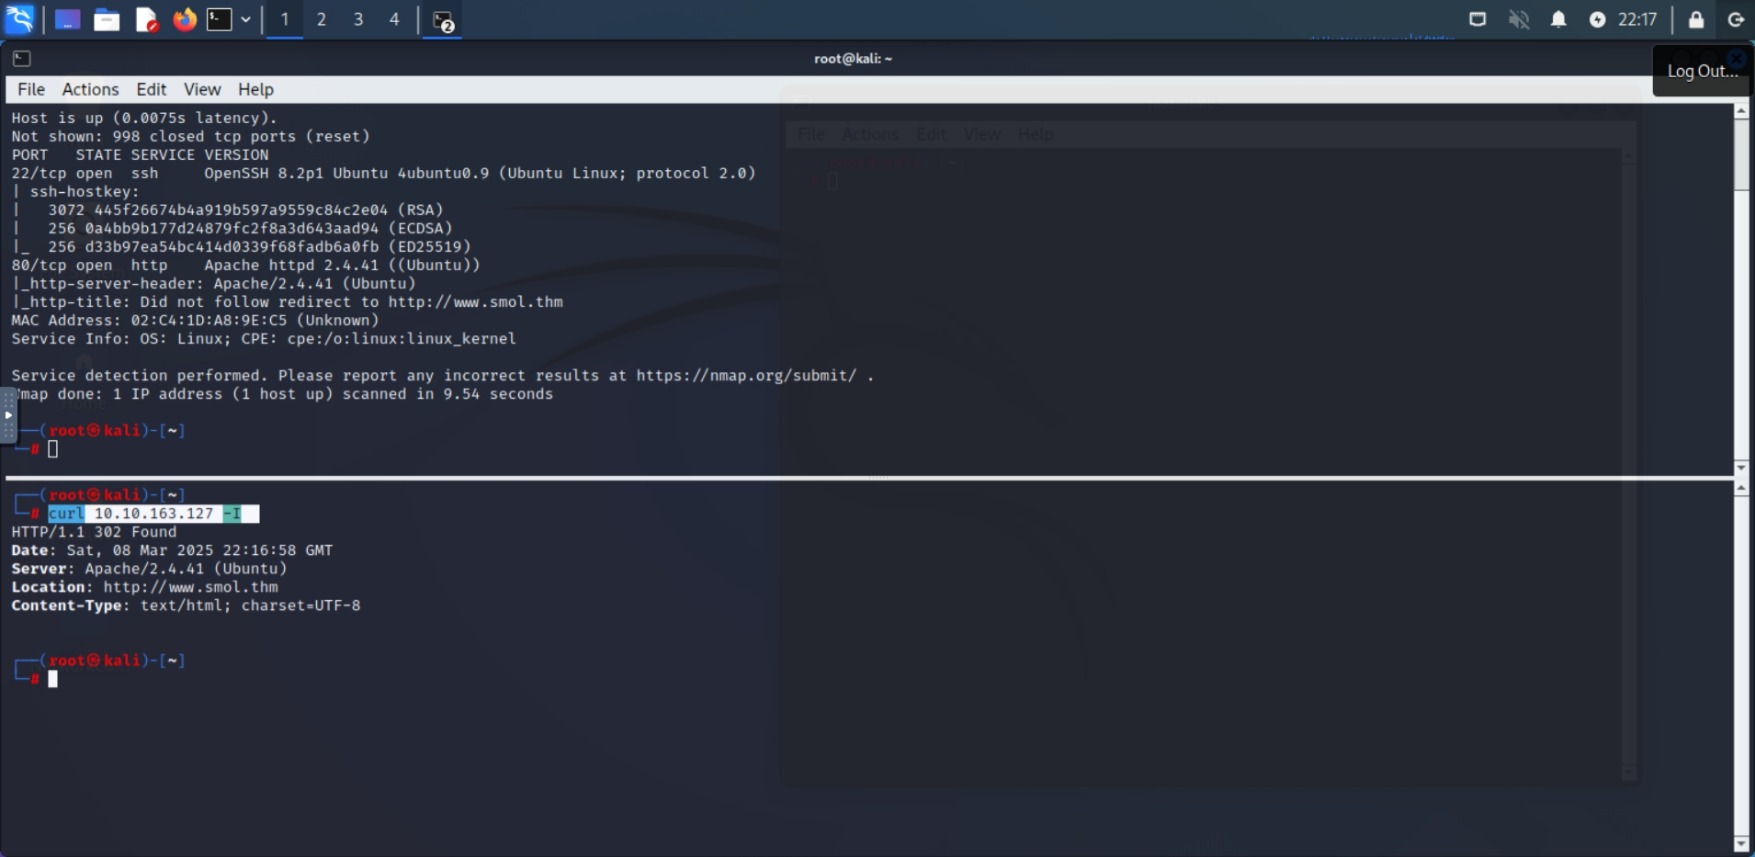 1 2 3 4 2 22:17
root@kali: ~
Log Out...
File Actions Edit View Help
File Actions Edit View Help
Host is up (0.0075s latency).
Not shown: 998 closed tcp ports (reset)
PORT   STATE SERVICE VERSION
22/tcp open  ssh     OpenSSH 8.2p1 Ubuntu 4ubuntu0.9 (Ubuntu Linux; protocol 2.0)
| ssh-hostkey:
|   3072 445f26674b4a919b597a9559c84c2e04 (RSA)
|   256 0a4bb9b177d24879fc2f8a3d643aad94 (ECDSA)
|_  256 d33b97ea54bc414d0339f68fadb6a0fb (ED25519)
80/tcp open  http    Apache httpd 2.4.41 ((Ubuntu))
|_http-server-header: Apache/2.4.41 (Ubuntu)
|_http-title: Did not follow redirect to http://www.smol.thm
MAC Address: 02:C4:1D:A8:9E:C5 (Unknown)
Service Info: OS: Linux; CPE: cpe:/o:linux:linux_kernel
Service detection performed. Please report any incorrect results at https://nmap.org/submit/ .
map done: 1 IP address (1 host up) scanned in 9.54 seconds
(root㉿kali)-[~]
#
(root㉿kali)-[~]
# curl 10.10.163.127 -I
HTTP/1.1 302 Found
Date: Sat, 08 Mar 2025 22:16:58 GMT
Server: Apache/2.4.41 (Ubuntu)
Location: http://www.smol.thm
Content-Type: text/html; charset=UTF-8
(root㉿kali)-[~]
#